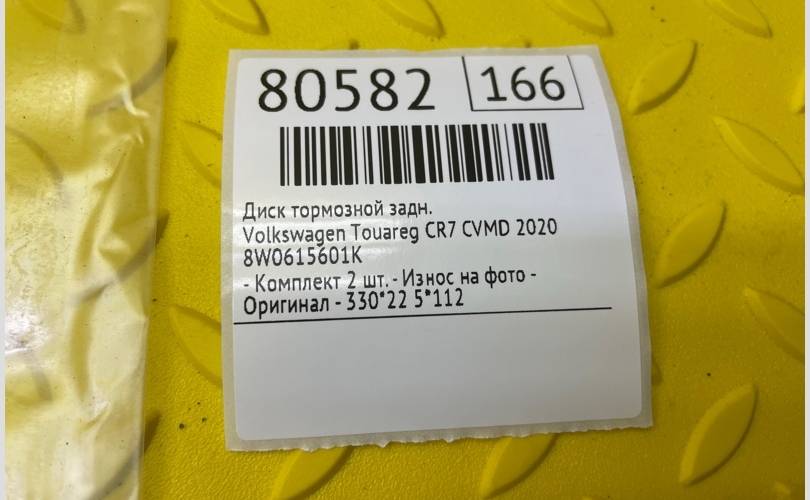 80582 166
Диск тормозной задн.
Volkswagen Touareg CR7 CVMD 2020
8W0615601K
- Комплект 2 шт. - Износ на фото -
Оригинал - 330*22 5*112